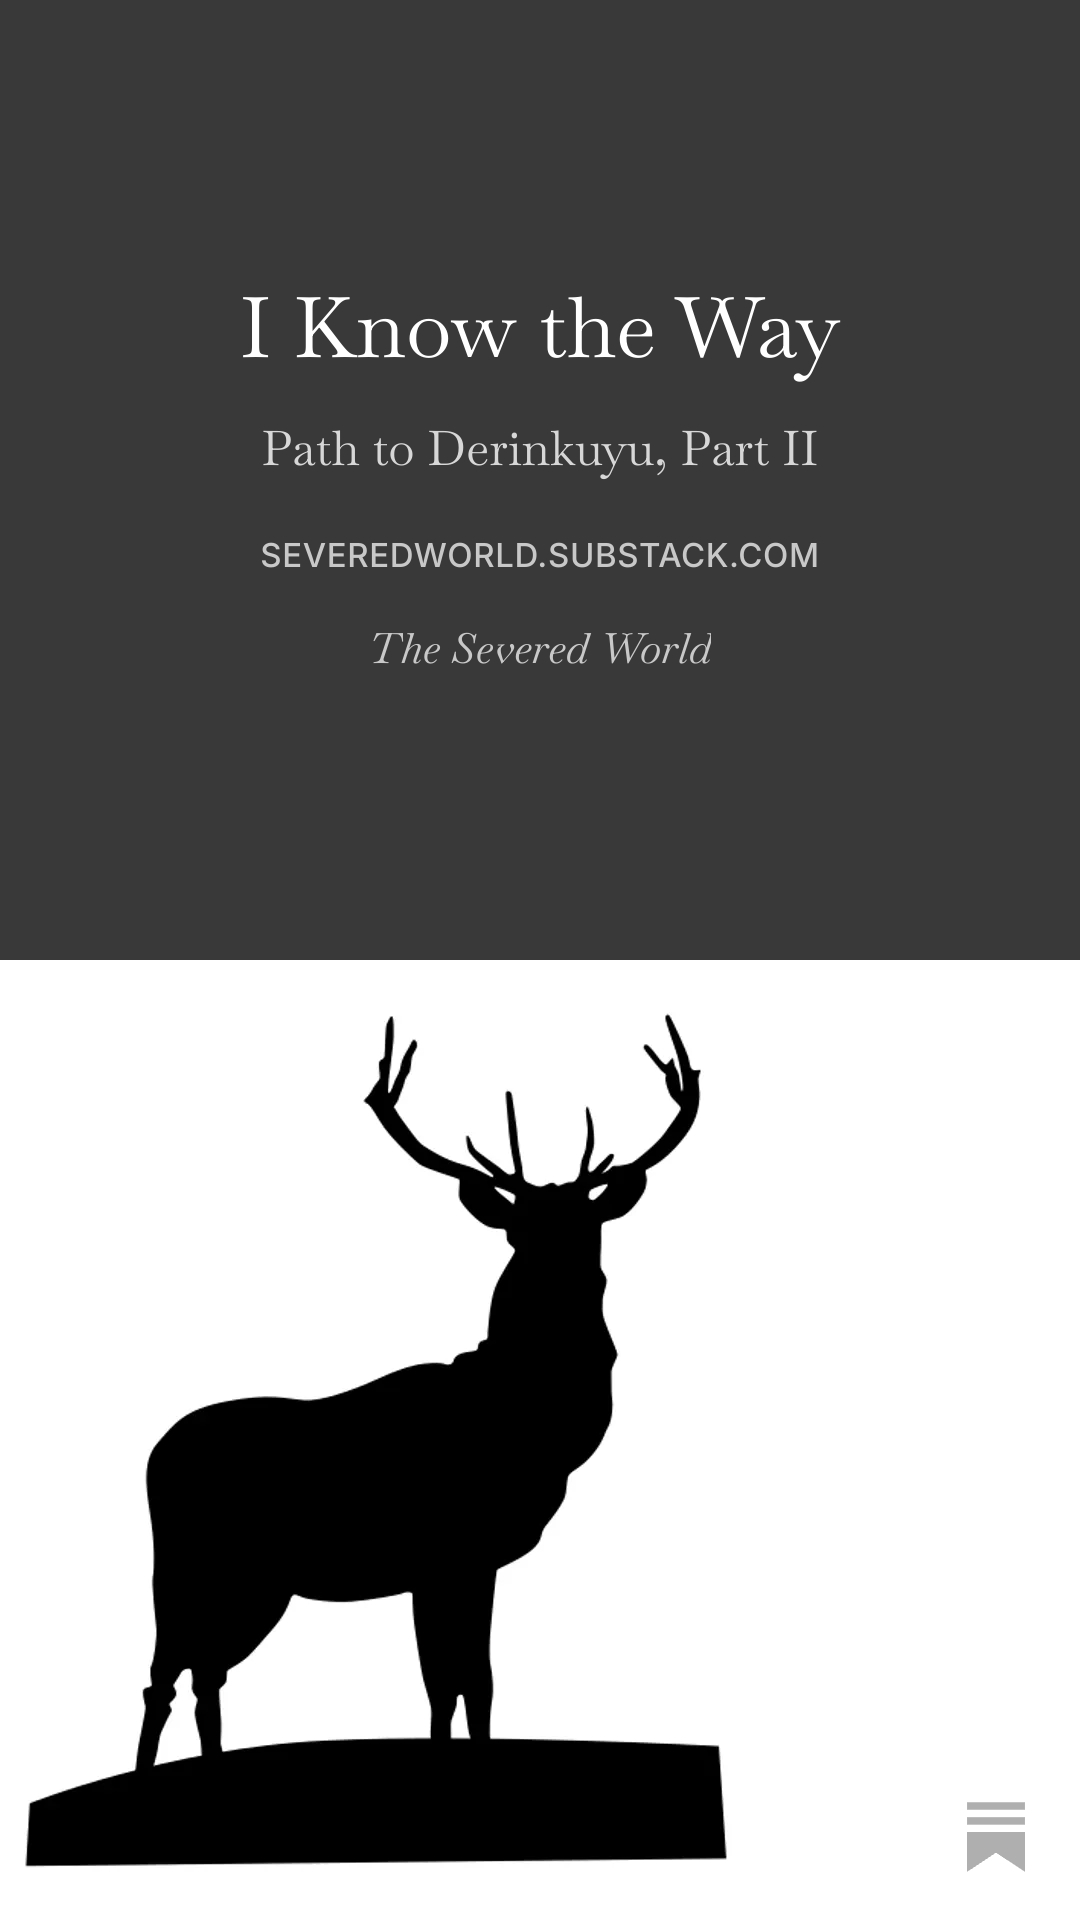 I Know the Way
Path to Derinkuyu, Part II
SEVEREDWORLD.SUBSTACK.COM
The Severed World